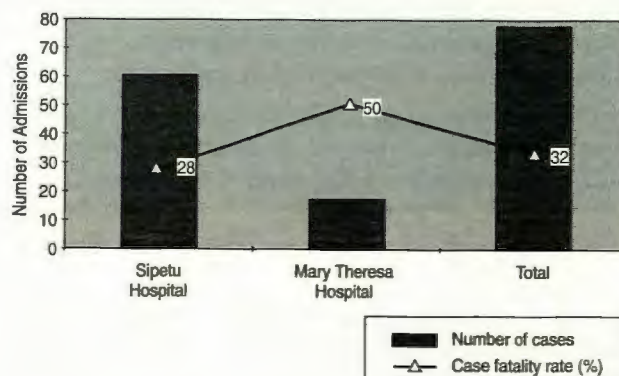 Number of Admissions
80
70
60
50
40
30
20
10
0
28
50
32
Sipetu
Hospital
Mary Theresa
Hospital
Total
Number of cases
Case fatality rate (%)